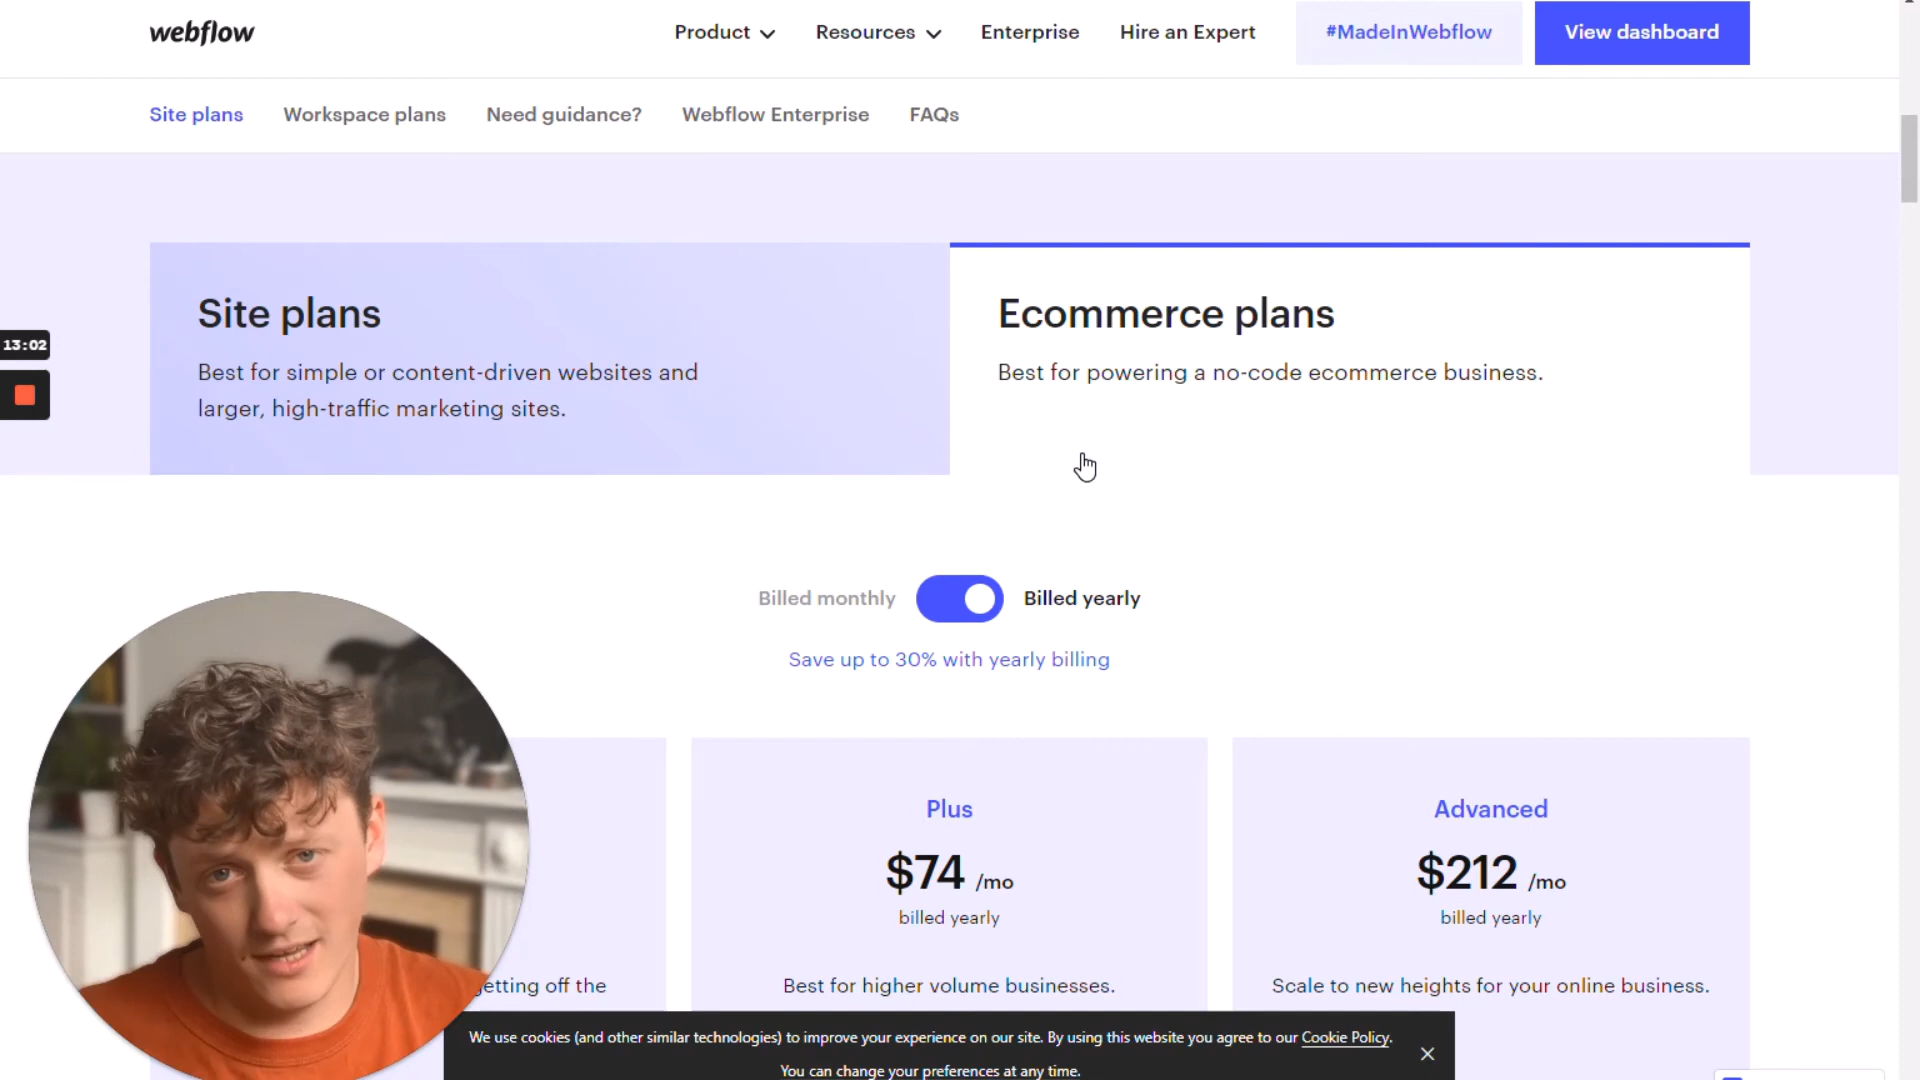 webflow
Product
Resources
Enterprise
Hire an Expert
#MadeInWebflow
View dashboard
Site plans
Workspace plans
Need guidance?
Webflow Enterprise
FAQs
Site plans
Best for simple or content-driven websites and
larger, high-traffic marketing sites.
Ecommerce plans
Best for powering a no-code ecommerce business.
13:02
Billed monthly
Billed yearly
Save up to 30% with yearly billing
Plus
$74 /mo
billed yearly
Best for higher volume businesses.
Advanced
$212 /mo
billed yearly
Scale to new heights for your online business.
off the
We use cookies (and other similar technologies) to improve your experience on our site. By using this website you agree to our Cookie Policy.
You can change your preferences at any time.